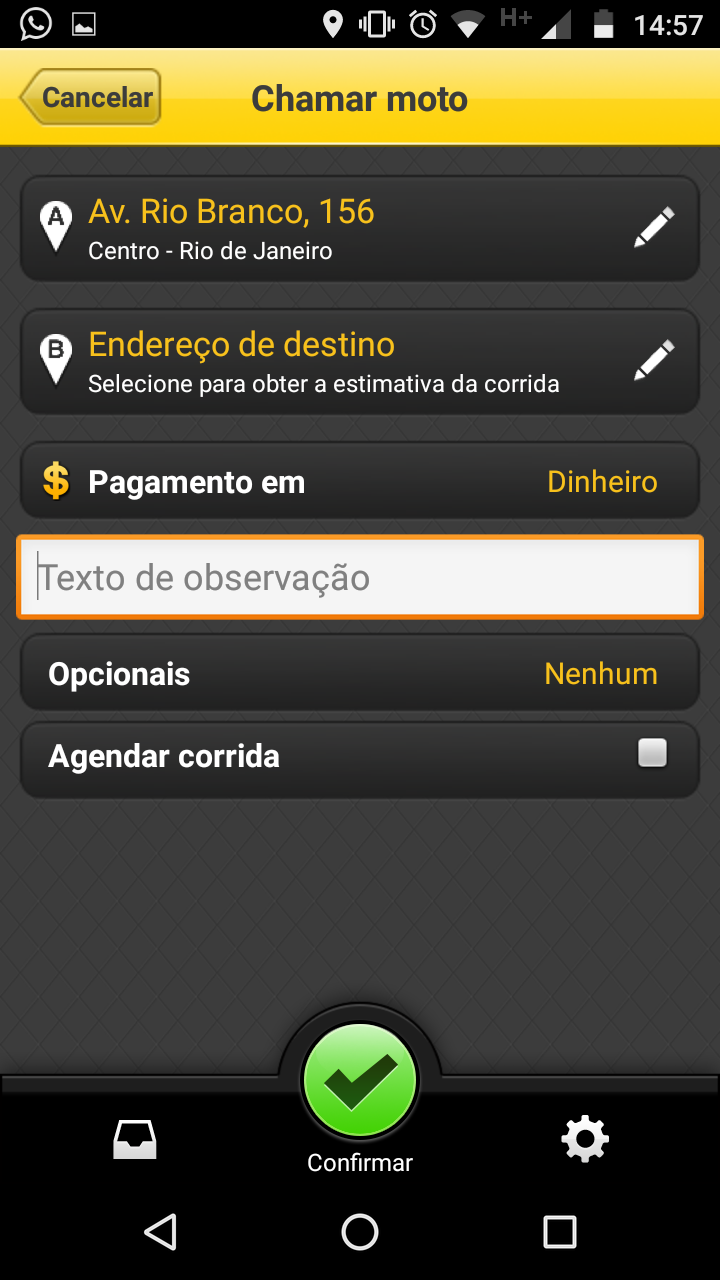 H+ 14:57
Cancelar
Chamar moto
A
Av. Rio Branco, 156
Centro - Rio de Janeiro
B
Endereço de destino
Selecione para obter a estimativa da corrida
$ Pagamento em Dinheiro
Texto de observação
Opcionais Nenhum
Agendar corrida
Confirmar